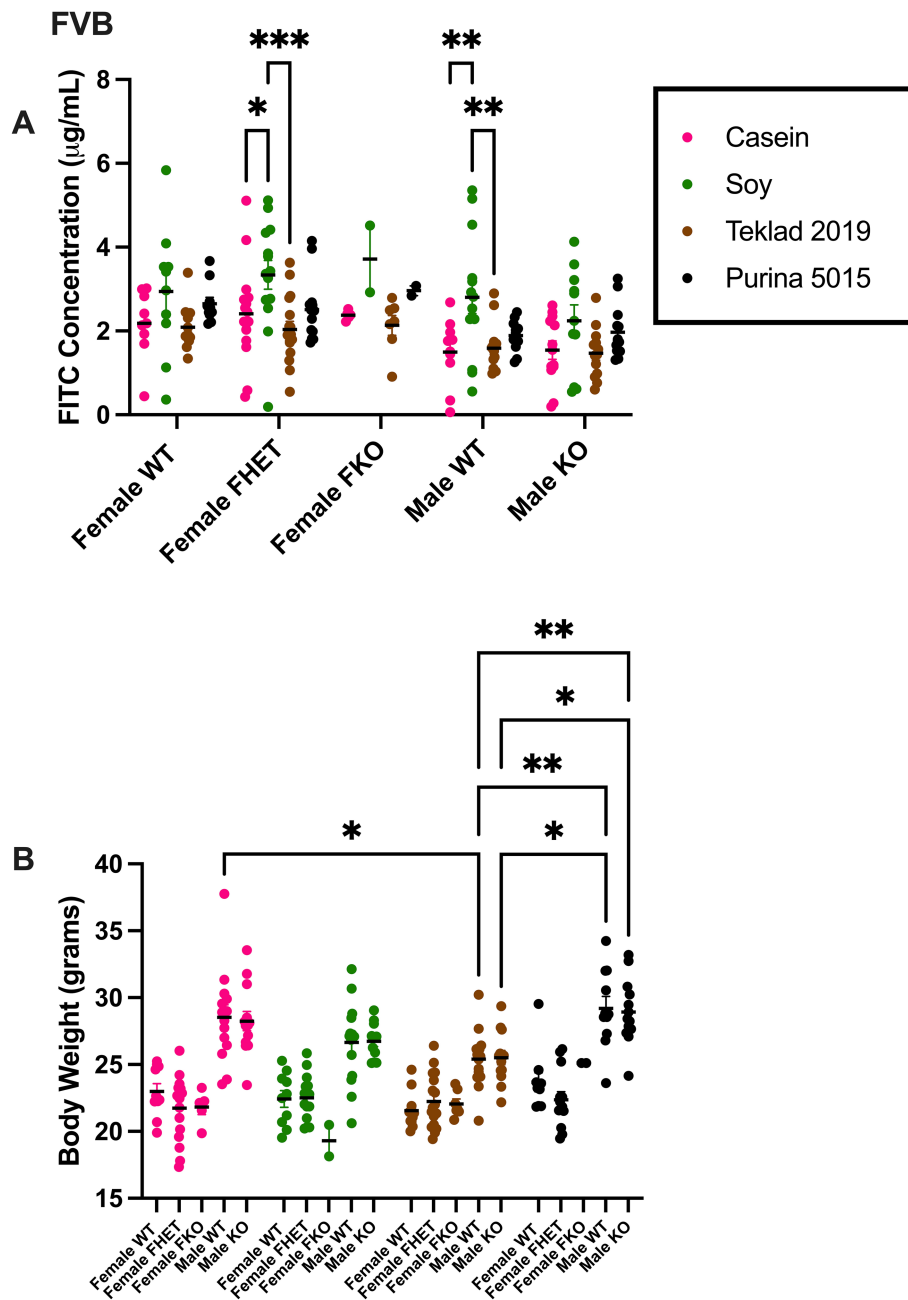 FVB
***
**
*
**
A
FITC Concentration (μg/mL)
8
6
4
2
0
Female WT
Female FHET
Female FKO
Male WT
Male KO
Casein
Soy
Teklad 2019
Purina 5015
**
*
**
*
*
B
Body Weight (grams)
40
35
30
25
20
15
Female WT
Female FHET
Female FKO
Male WT
Male KO
Female WT
Female FHET
Female FKO
Male WT
Male KO
Female WT
Female FHET
Female FKO
Male WT
Male KO
Female WT
Female FHET
Female FKO
Male WT
Male KO